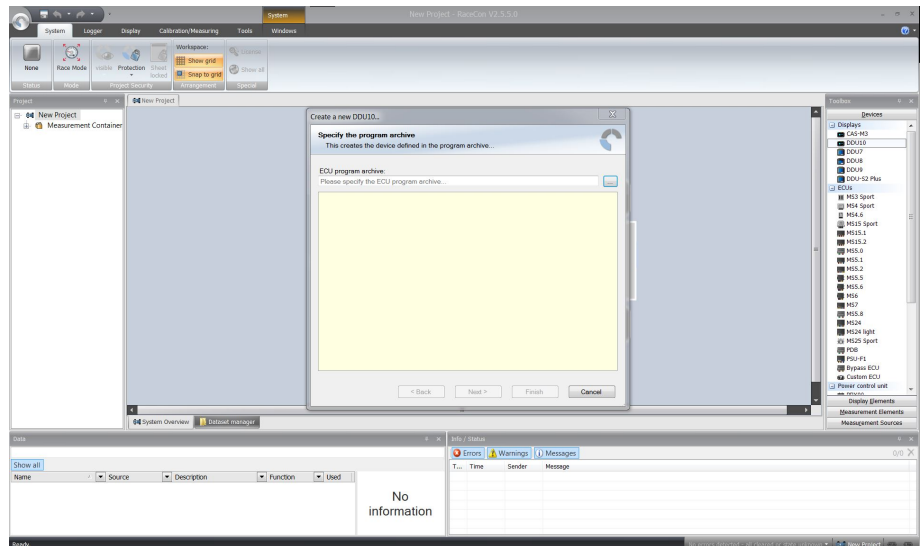 System
New Project - RaceCon V2.5.5.0
System Logger Display Calibration/Measuring Tools Windows
None
Race Mode
visible
Protection
Sheet locked
Workspace:
Show grid
Snap to grid
License
Show all
Status Mode Project Security Arrangement Special
Project
New Project
Measurement Container
New Project
Create a new DDU10...
Specify the program archive
This creates the device defined in the program archive...
ECU program archive:
Please specify the ECU program archive...
...
< Back Next > Finish Cancel
System Overview Dataset manager
Toolbox
Devices
Displays
CAS-M3
DDU10
DDU7
DDU8
DDU9
DDU-S2 Plus
ECUs
MS3 Sport
MS4 Sport
MS4.6
MS15 Sport
MS15.1
MS15.2
MS5.0
MS5.1
MS5.2
MS5.5
MS5.6
MS6
MS7
MS5.8
MS24
MS24 light
MS25 Sport
PDB
PSU-F1
Bypass ECU
Custom ECU
Power control unit
Display Elements
Measurement Elements
Measurement Sources
Data
Show all
Name Source Description Function Used
No
information
Info / Status
Errors Warnings Messages 0/0
T... Time Sender Message
Ready
New Project